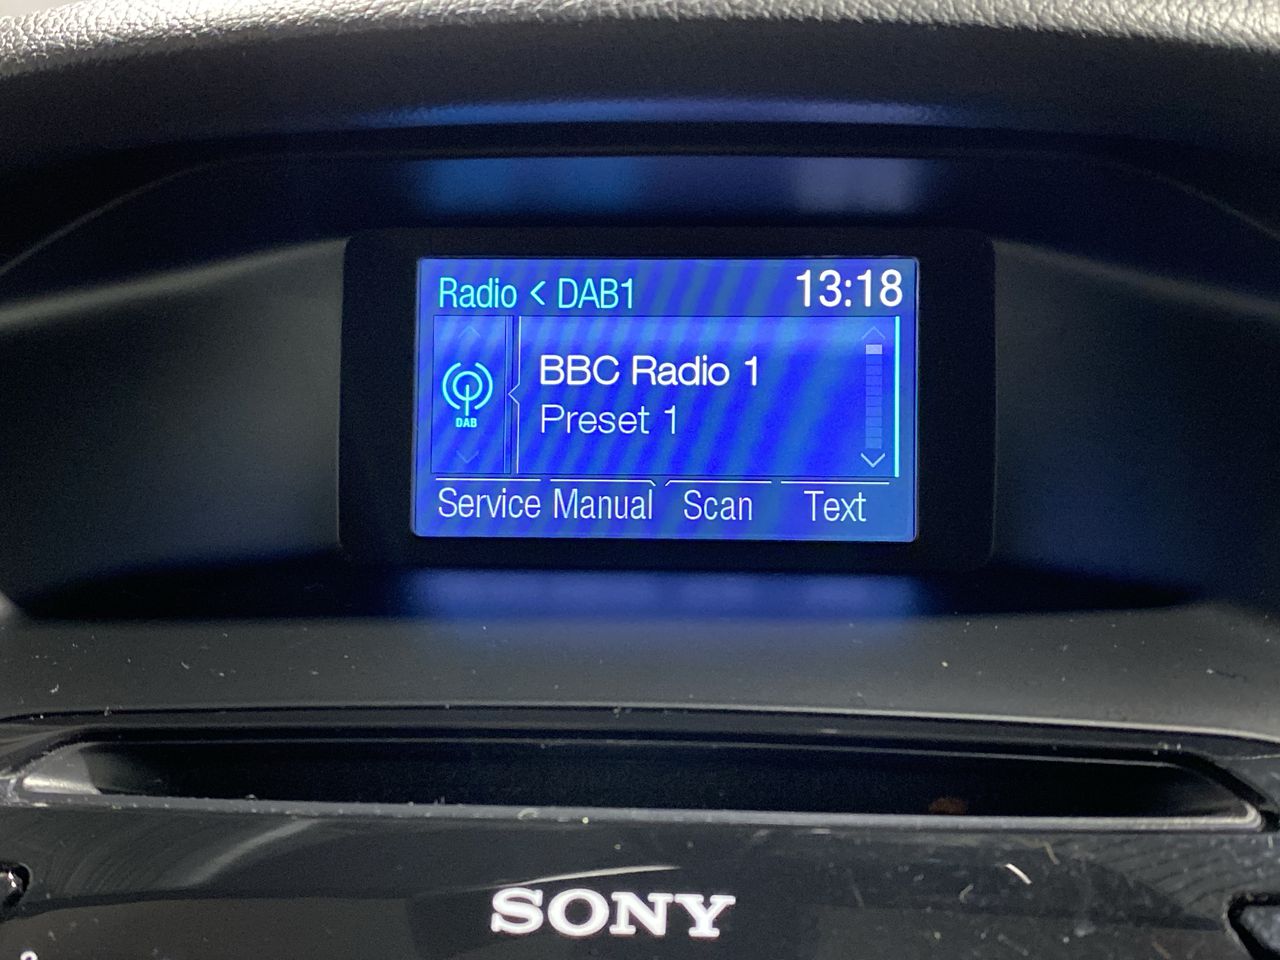 Radio < DAB1 13:18
DAB
BBC Radio 1
Preset 1
Service Manual Scan Text
SONY